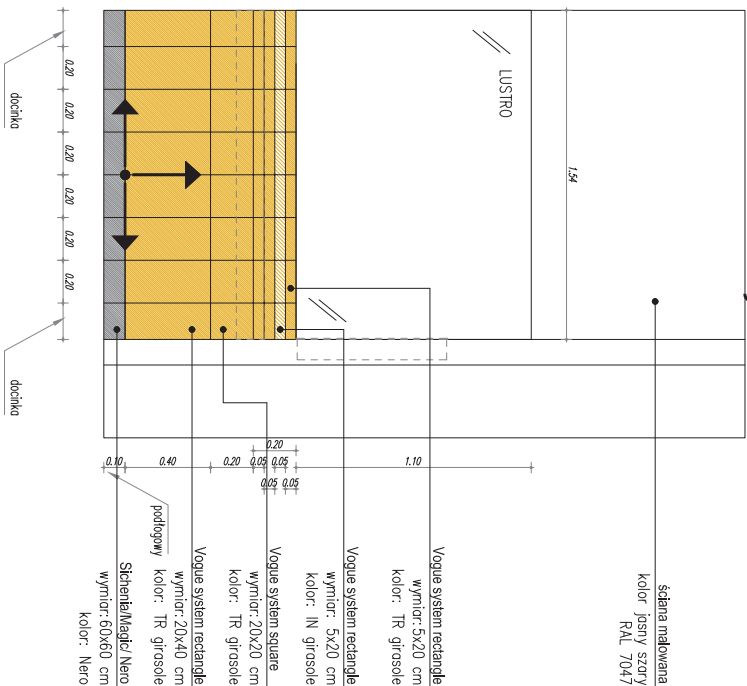 LUSTRO
1.54
0.20
0.20
0.20
0.20
0.20
0.20
docinka
docinka
0.20
0.10
0.40
0.20
0.05
0.05
1.10
0.05
0.05
podłogowy
ściana malowana
kolor jasny szary
RAL 7047
Vogue system rectangle
wymiar: 5x20 cm
kolor: TR girasole
Vogue system rectangle
wymiar: 5x20 cm
kolor: IN girasole
Vogue system square
wymiar: 20x20 cm
kolor: TR girasole
Vogue system rectangle
wymiar: 20x40 cm
kolor: TR girasole
Sichenia/Magic/ Nero
wymiar: 60x60 cm
kolor: Nero